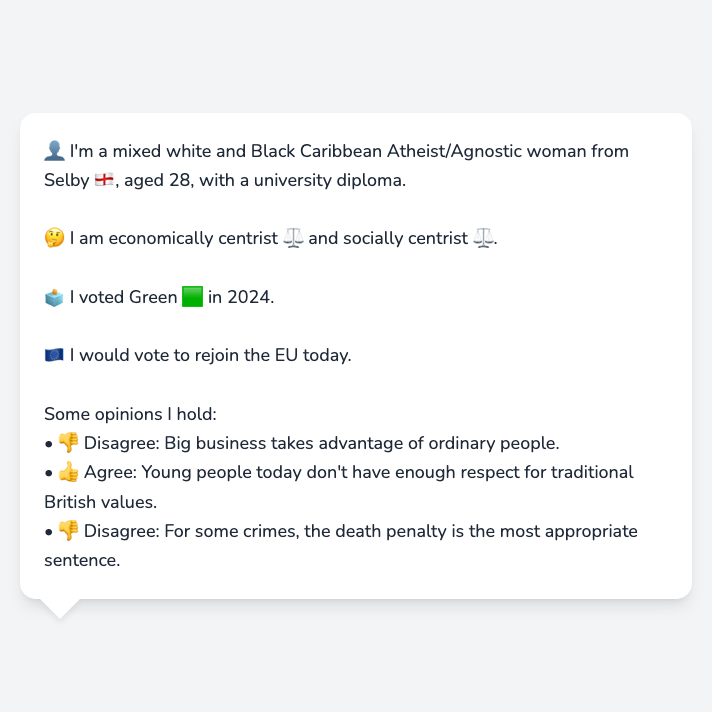 👤 I'm a mixed white and Black Caribbean Atheist/Agnostic woman from
Selby 🏴󠁧󠁢󠁥󠁮󠁧󠁿, aged 28, with a university diploma.
🤔 I am economically centrist ⚖️ and socially centrist ⚖️.
🗳️ I voted Green 🟩 in 2024.
🇪🇺 I would vote to rejoin the EU today.
Some opinions I hold:
• 👎 Disagree: Big business takes advantage of ordinary people.
• 👍 Agree: Young people today don't have enough respect for traditional
British values.
• 👎 Disagree: For some crimes, the death penalty is the most appropriate
sentence.